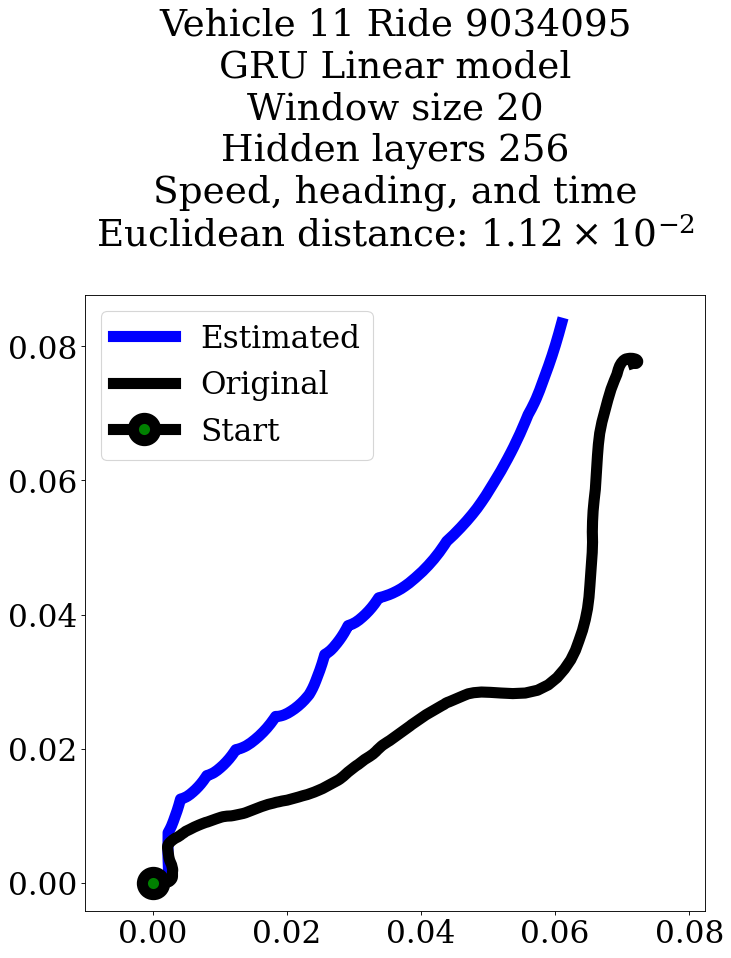 Vehicle 11 Ride 9034095
GRU Linear model
Window size 20
Hidden layers 256
Speed, heading, and time
Euclidean distance: 1.12 × 10⁻²
Estimated
Original
Start
0.08
0.06
0.04
0.02
0.00
0.00 0.02 0.04 0.06 0.08